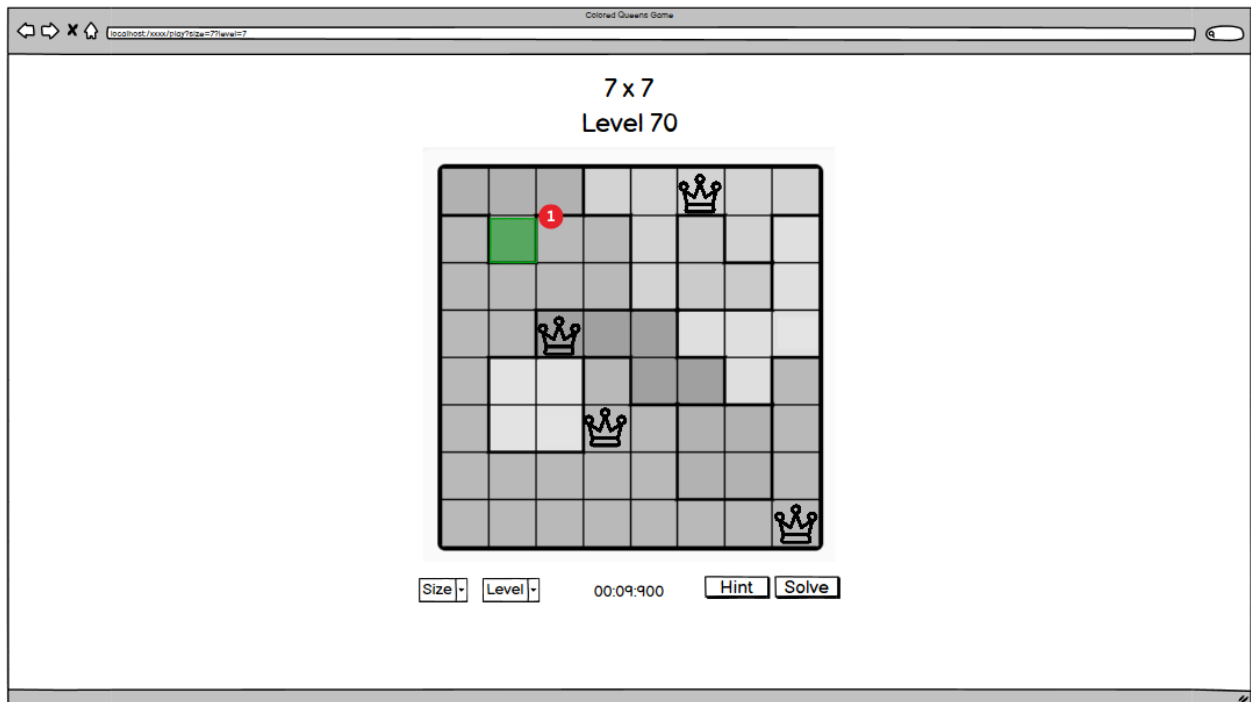 Colored Queens Game
localhost:/xxxx/play?size=7?level=7
7 x 7
Level 70
1
Size
Level
00:09:900
Hint
Solve